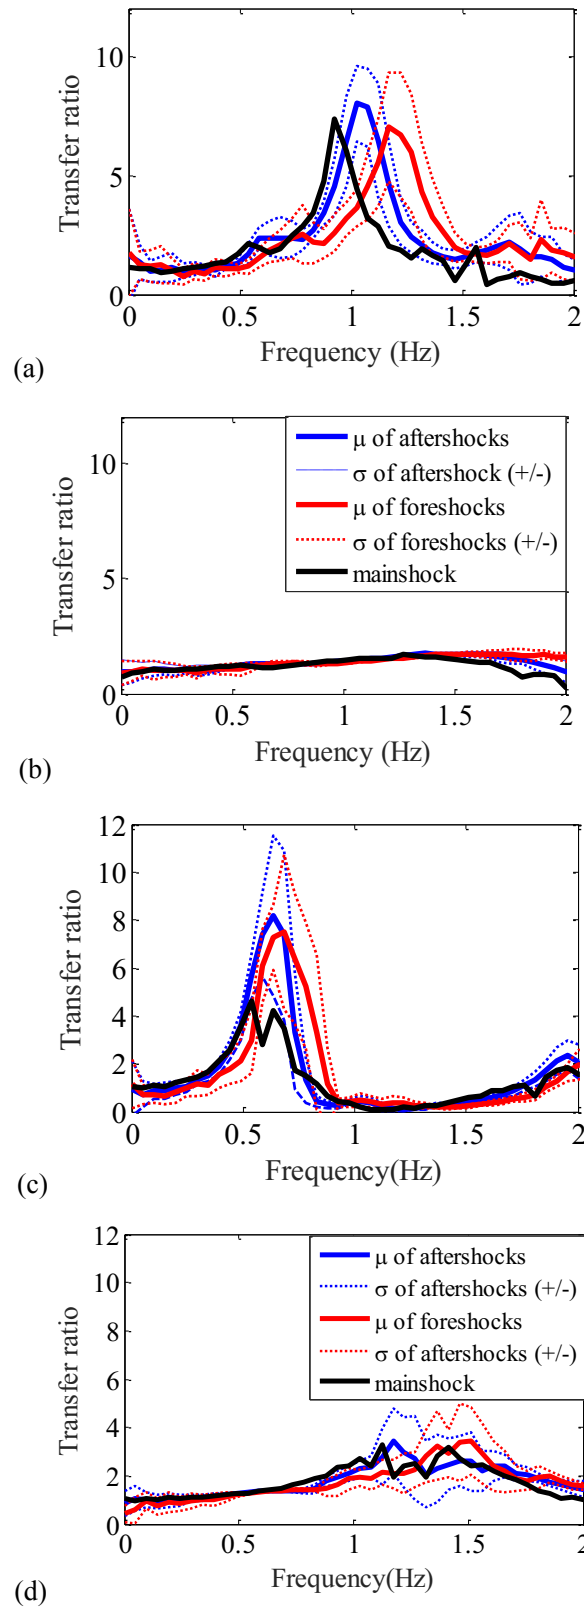 10
5
0
Transfer ratio
0 0.5 1 1.5 2
Frequency (Hz)
(a)
10
5
0
Transfer ratio
μ of aftershocks
σ of aftershock (+/-)
μ of foreshocks
σ of foreshocks (+/-)
mainshock
0 0.5 1 1.5 2
Frequency (Hz)
(b)
12
10
8
6
4
2
0
Transfer ratio
0 0.5 1 1.5 2
Frequency(Hz)
(c)
12
10
8
6
4
2
0
Transfer ratio
μ of aftershocks
σ of aftershocks (+/-)
μ of foreshocks
σ of aftershocks (+/-)
mainshock
0 0.5 1 1.5 2
Frequency(Hz)
(d)